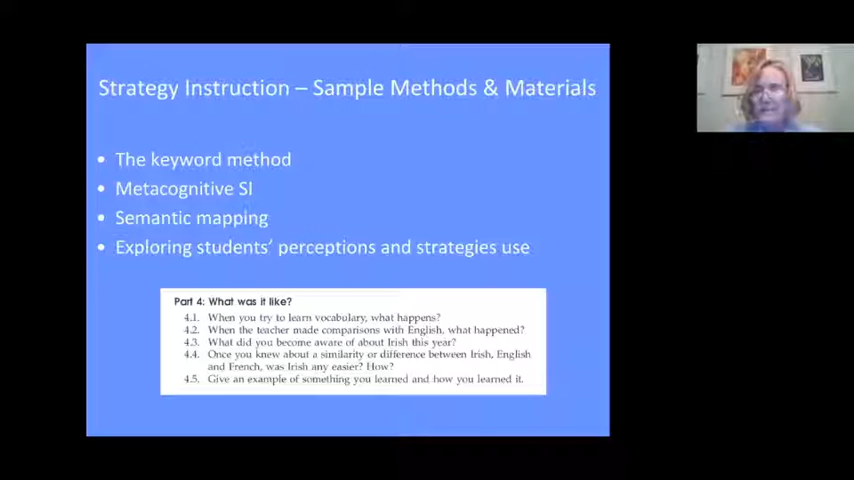 Strategy Instruction – Sample Methods & Materials
• The keyword method
• Metacognitive SI
• Semantic mapping
• Exploring students’ perceptions and strategies use
Part 4: What was it like?
4.1. When you try to learn vocabulary, what happens?
4.2. When the teacher made comparisons with English, what happened?
4.3. What did you become aware of about Irish this year?
4.4. Once you knew about a similarity or difference between Irish, English
and French, was Irish any easier? How?
4.5. Give an example of something you learned and how you learned it.